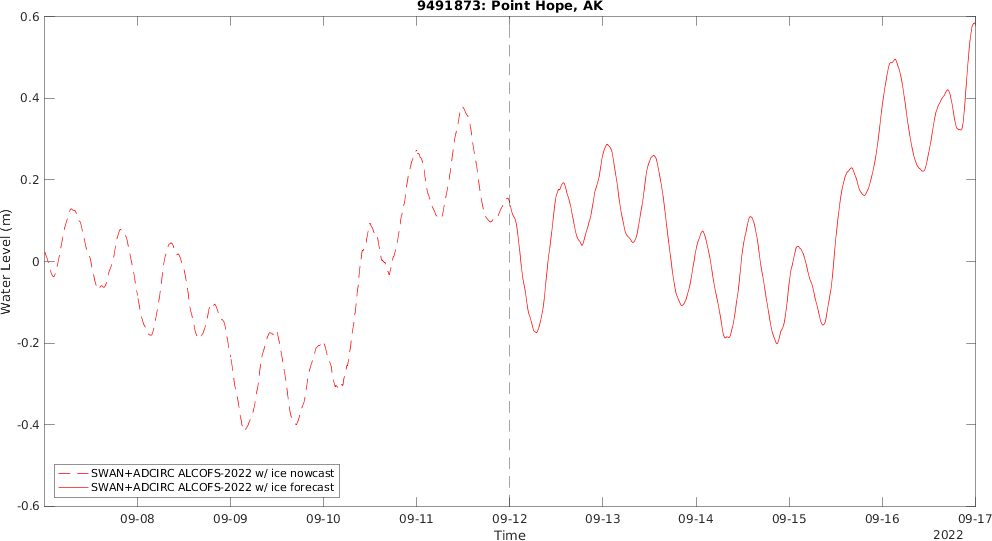 9491873: Point Hope, AK
0.6
0.4
0.2
0
-0.2
-0.4
-0.6
Water Level (m)
SWAN+ADCIRC ALCOFS-2022 w/ ice nowcast
SWAN+ADCIRC ALCOFS-2022 w/ ice forecast
09-08 09-09 09-10 09-11 09-12 09-13 09-14 09-15 09-16 09-17
Time
2022